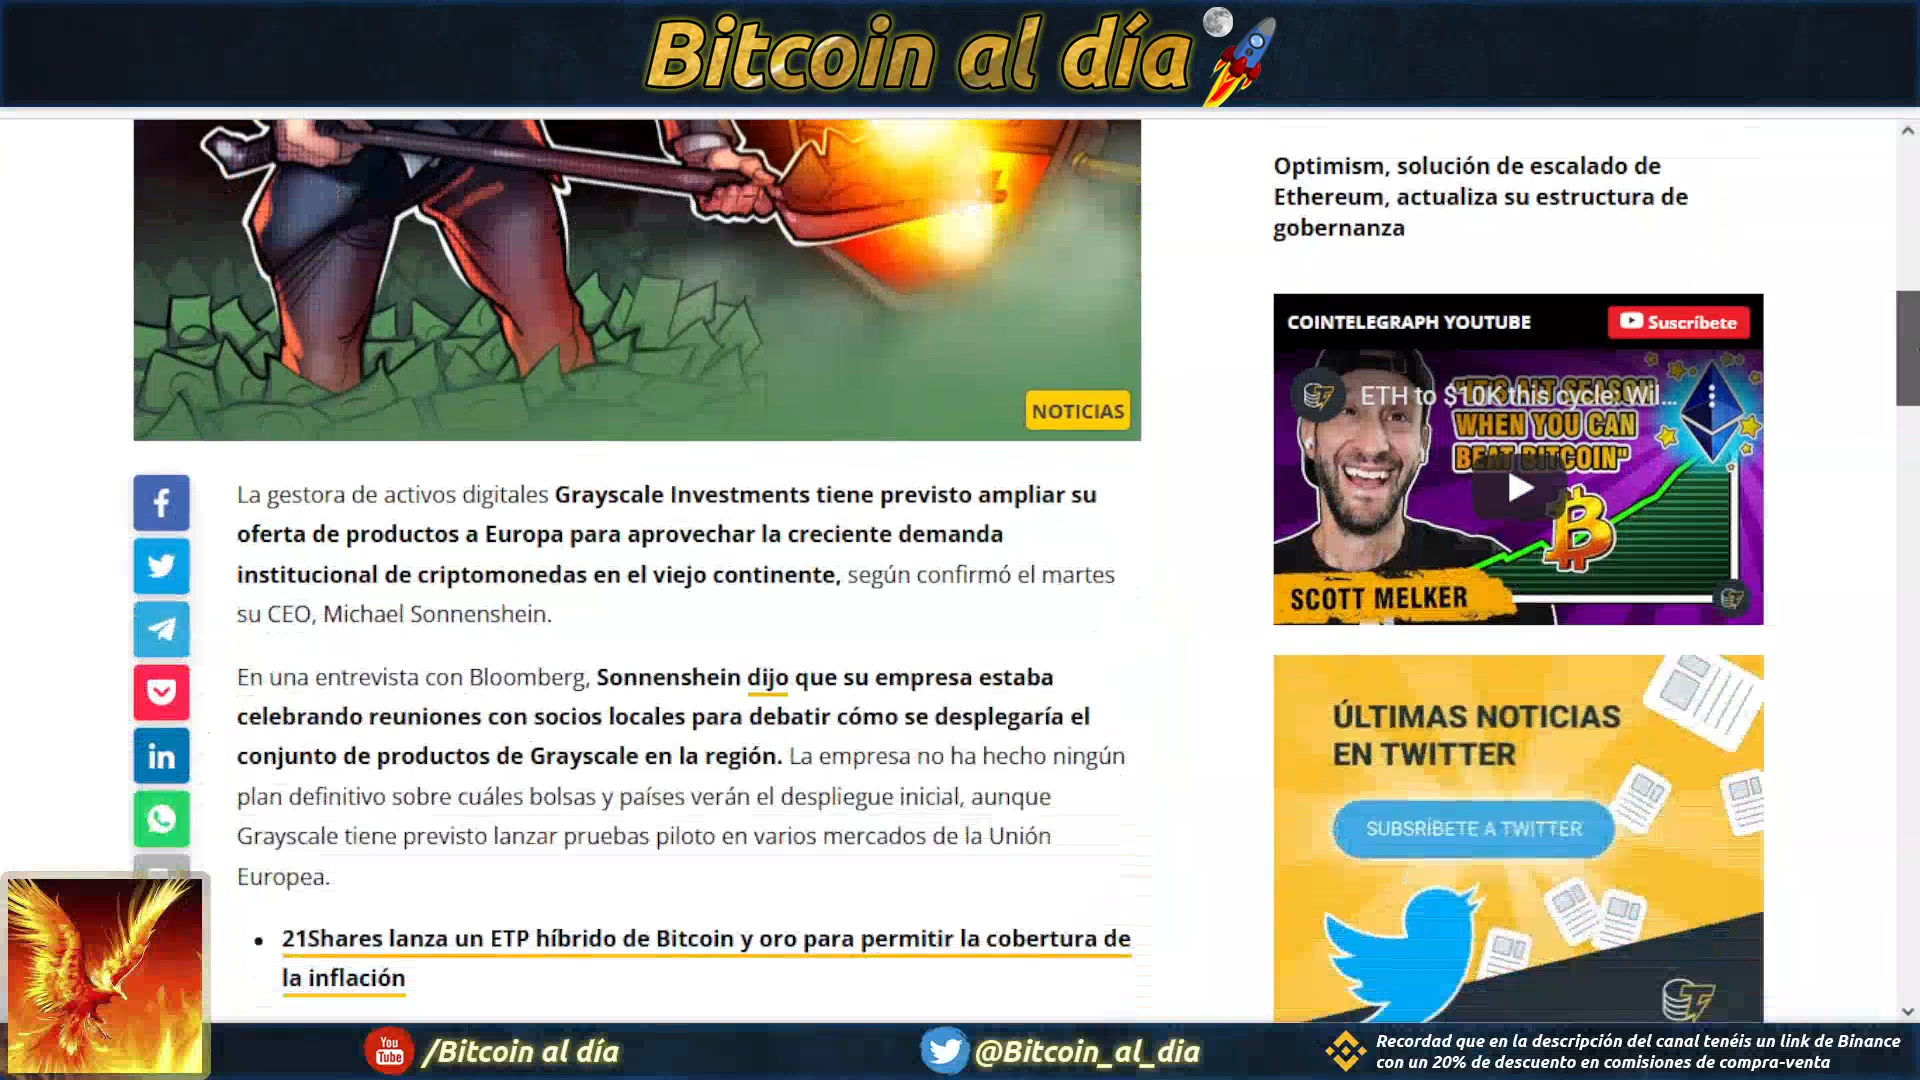 Bitcoin al día
Optimism, solución de escalado de
Ethereum, actualiza su estructura de
gobernanza
NOTICIAS
COINTELEGRAPH YOUTUBE
Suscríbete
ETH to $10K this cycle: Wil...
"IT'S ALT SEASON
WHEN YOU CAN
BEAT BITCOIN"
SCOTT MELKER
La gestora de activos digitales Grayscale Investments tiene previsto ampliar su
oferta de productos a Europa para aprovechar la creciente demanda
institucional de criptomonedas en el viejo continente, según confirmó el martes
su CEO, Michael Sonnenshein.
En una entrevista con Bloomberg, Sonnenshein dijo que su empresa estaba
celebrando reuniones con socios locales para debatir cómo se desplegaría el
conjunto de productos de Grayscale en la región. La empresa no ha hecho ningún
plan definitivo sobre cuáles bolsas y países verán el despliegue inicial, aunque
Grayscale tiene previsto lanzar pruebas piloto en varios mercados de la Unión
Europea.
21Shares lanza un ETP híbrido de Bitcoin y oro para permitir la cobertura de
la inflación
ÚLTIMAS NOTICIAS
EN TWITTER
SUBSRÍBETE A TWITTER
You
Tube
/Bitcoin al día
@Bitcoin_al_dia
Recordad que en la descripción del canal tenéis un link de Binance
con un 20% de descuento en comisiones de compra-venta